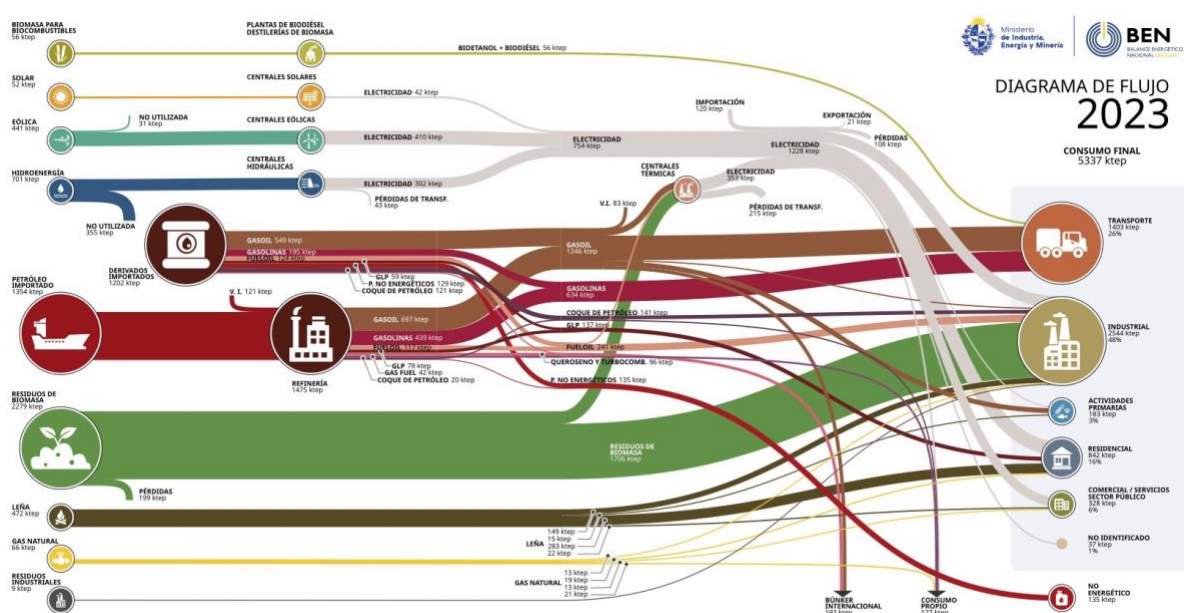 BIOMASA PARA
BIOCOMBUSTIBLES
56 ktep
PLANTAS DE BIODIÉSEL
DESTILERÍAS DE BIOMASA
BIOETANOL + BIODIÉSEL 56 ktep
Ministerio
de Industria,
Energía y Minería
BEN
BALANCE ENERGÉTICO
NACIONAL URUGUAY
DIAGRAMA DE FLUJO
2023
CONSUMO FINAL
5337 ktep
SOLAR
52 ktep
CENTRALES SOLARES
ELECTRICIDAD 42 ktep
NO UTILIZADA
31 ktep
EÓLICA
441 ktep
CENTRALES EÓLICAS
ELECTRICIDAD 410 ktep
ELECTRICIDAD
754 ktep
IMPORTACIÓN
120 ktep
EXPORTACIÓN
21 ktep
PÉRDIDAS
108 ktep
ELECTRICIDAD
1228 ktep
HIDROENERGÍA
701 ktep
CENTRALES
HIDRÁULICAS
ELECTRICIDAD 302 ktep
PÉRDIDAS DE TRANSF.
43 ktep
NO UTILIZADA
355 ktep
CENTRALES
TÉRMICAS
ELECTRICIDAD
353 ktep
PÉRDIDAS DE TRANSF.
215 ktep
V.I. 83 ktep
DERIVADOS
IMPORTADOS
1202 ktep
GASOIL 549 ktep
GASOLINAS 195 ktep
FUELOIL 124 ktep
GLP 59 ktep
P. NO ENERGÉTICOS 129 ktep
COQUE DE PETRÓLEO 121 ktep
GASOIL
1246 ktep
GASOLINAS
634 ktep
TRANSPORTE
1403 ktep
26%
PETRÓLEO
IMPORTADO
1354 ktep
V. I. 121 ktep
REFINERÍA
1475 ktep
GASOIL 697 ktep
GASOLINAS 439 ktep
FUELOIL 117 ktep
GLP 78 ktep
GAS FUEL 42 ktep
COQUE DE PETRÓLEO 20 ktep
COQUE DE PETRÓLEO 141 ktep
GLP 137 ktep
FUELOIL 241 ktep
QUEROSENO Y TURBOCOMB. 96 ktep
P. NO ENERGÉTICOS 135 ktep
INDUSTRIAL
2544 ktep
48%
RESIDUOS DE
BIOMASA
2279 ktep
PÉRDIDAS
199 ktep
RESIDUOS DE
BIOMASA
1706 ktep
ACTIVIDADES
PRIMARIAS
183 ktep
3%
RESIDENCIAL
842 ktep
16%
COMERCIAL / SERVICIOS
SECTOR PÚBLICO
328 ktep
6%
NO IDENTIFICADO
37 ktep
1%
LEÑA
472 ktep
LEÑA
149 ktep
15 ktep
283 ktep
22 ktep
GAS NATURAL
66 ktep
GAS NATURAL
13 ktep
19 ktep
13 ktep
21 ktep
RESIDUOS
INDUSTRIALES
9 ktep
BÚNKER
INTERNACIONAL
CONSUMO
PROPIO
NO
ENERGÉTICO
135 ktep